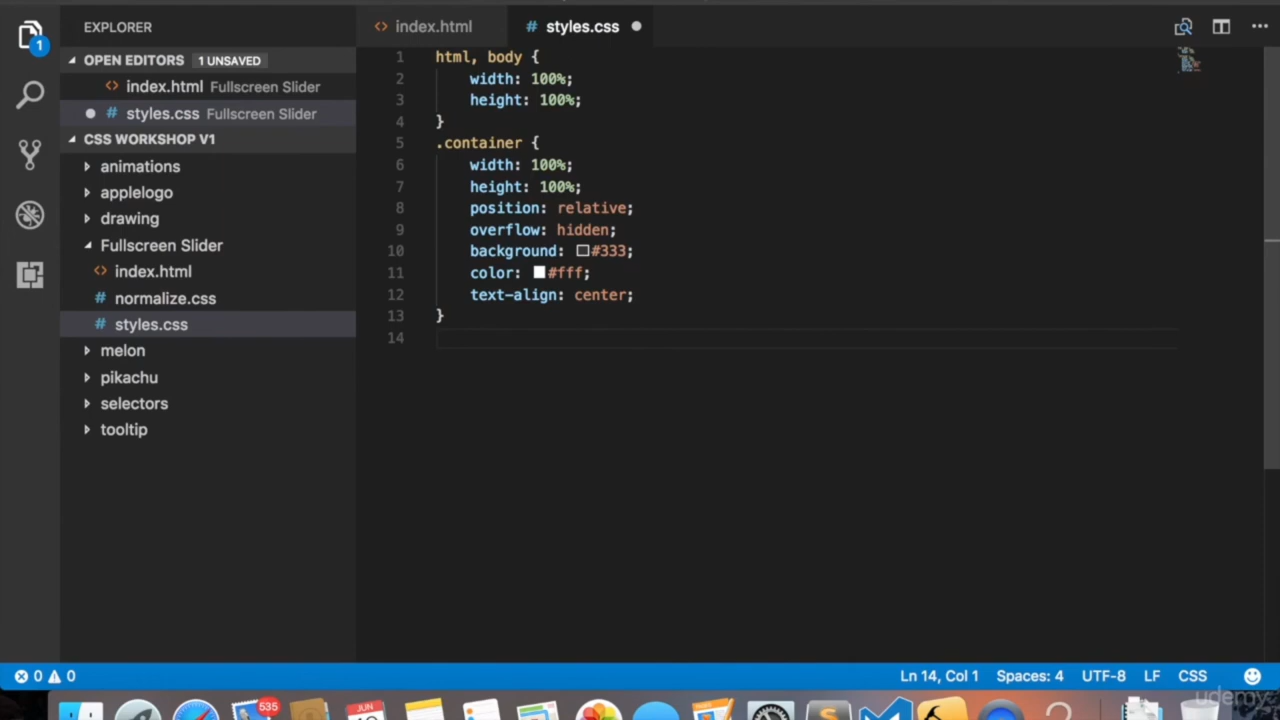 EXPLORER
index.html
styles.css
OPEN EDITORS 1 UNSAVED
index.html Fullscreen Slider
# styles.css Fullscreen Slider
CSS WORKSHOP V1
animations
applelogo
drawing
Fullscreen Slider
index.html
# normalize.css
# styles.css
melon
pikachu
selectors
tooltip
1
1 html, body {
2 width: 100%;
3 height: 100%;
4 }
5 .container {
6 width: 100%;
7 height: 100%;
8 position: relative;
9 overflow: hidden;
10 background: #333;
11 color: #fff;
12 text-align: center;
13 }
14
0 0
Ln 14, Col 1 Spaces: 4 UTF-8 LF CSS
535
JUN
udemy